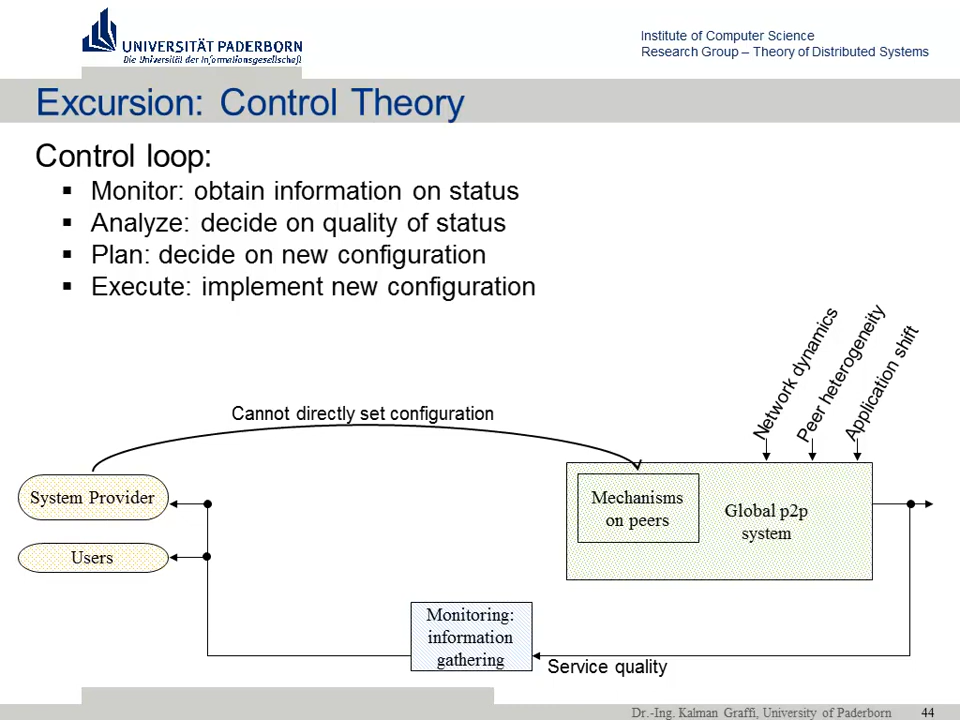 UNIVERSITÄT PADERBORN
Die Universität der Informationsgesellschaft
Institute of Computer Science
Research Group – Theory of Distributed Systems
Excursion: Control Theory
Control loop:
▪ Monitor: obtain information on status
▪ Analyze: decide on quality of status
▪ Plan: decide on new configuration
▪ Execute: implement new configuration
Network dynamics
Peer heterogeneity
Application shift
Cannot directly set configuration
System Provider
Users
Mechanisms
on peers
Global p2p
system
Monitoring:
information
gathering
Service quality
Dr.-Ing. Kalman Graffi, University of Paderborn
44